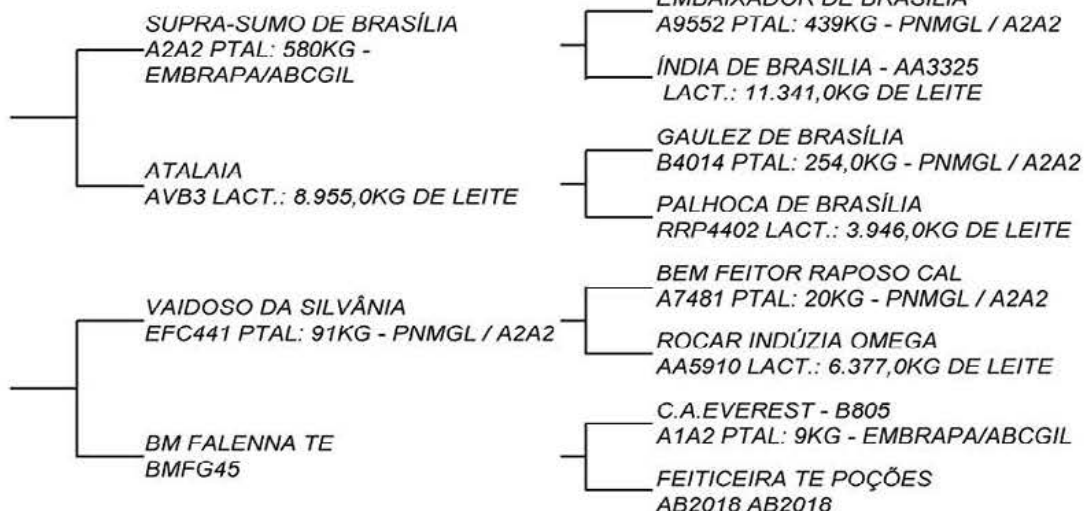 SUPRA-SUMO DE BRASÍLIA
A2A2 PTAL: 580KG -
EMBRAPA/ABCGIL
ATALAIA
AVB3 LACT.: 8.955,0KG DE LEITE
VAIDOSO DA SILVÂNIA
EFC441 PTAL: 91KG - PNMGL / A2A2
BM FALENNA TE
BMFG45
EMBAIXADOR DE BRASÍLIA
A9552 PTAL: 439KG - PNMGL / A2A2
ÍNDIA DE BRASILIA - AA3325
LACT.: 11.341,0KG DE LEITE
GAULEZ DE BRASÍLIA
B4014 PTAL: 254,0KG - PNMGL / A2A2
PALHOCA DE BRASÍLIA
RRP4402 LACT.: 3.946,0KG DE LEITE
BEM FEITOR RAPOSO CAL
A7481 PTAL: 20KG - PNMGL / A2A2
ROCAR INDÚZIA OMEGA
AA5910 LACT.: 6.377,0KG DE LEITE
C.A.EVEREST - B805
A1A2 PTAL: 9KG - EMBRAPA/ABCGIL
FEITICEIRA TE POÇÕES
AB2018 AB2018